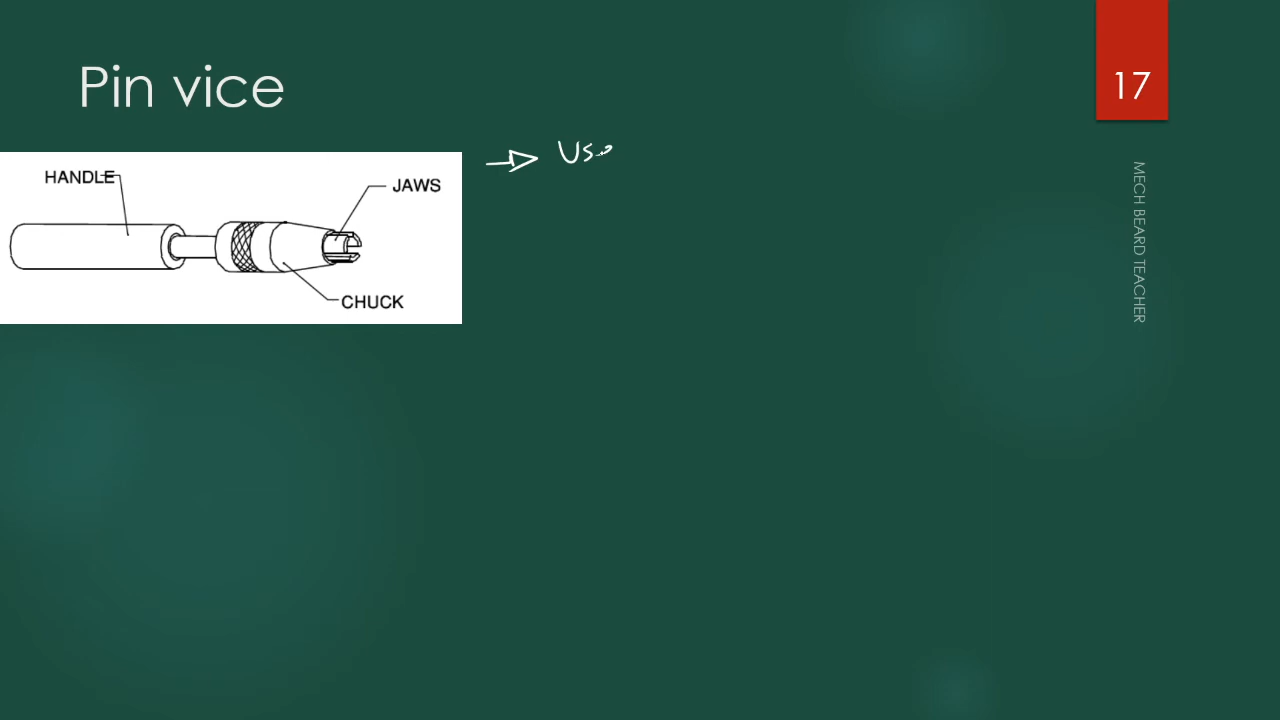 Pin vice
17
HANDLE
JAWS
CHUCK
MECH BEARD TEACHER